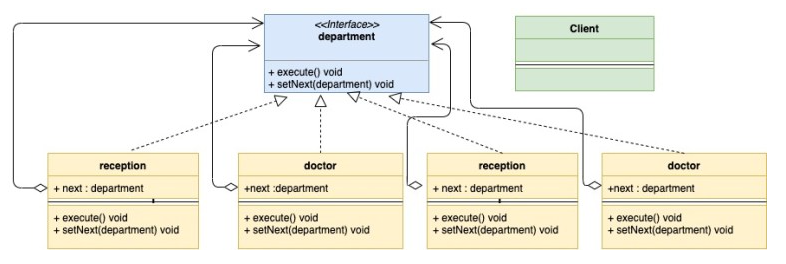 <<Interface>>
department
+ execute() void
+ setNext(department) void
Client
reception
+ next : department
+ execute() void
+ setNext(department) void
doctor
+next :department
+ execute() void
+ setNext(department) void
reception
+ next : department
+ execute() void
+ setNext(department) void
doctor
+next : department
+ execute() void
+ setNext(department) void